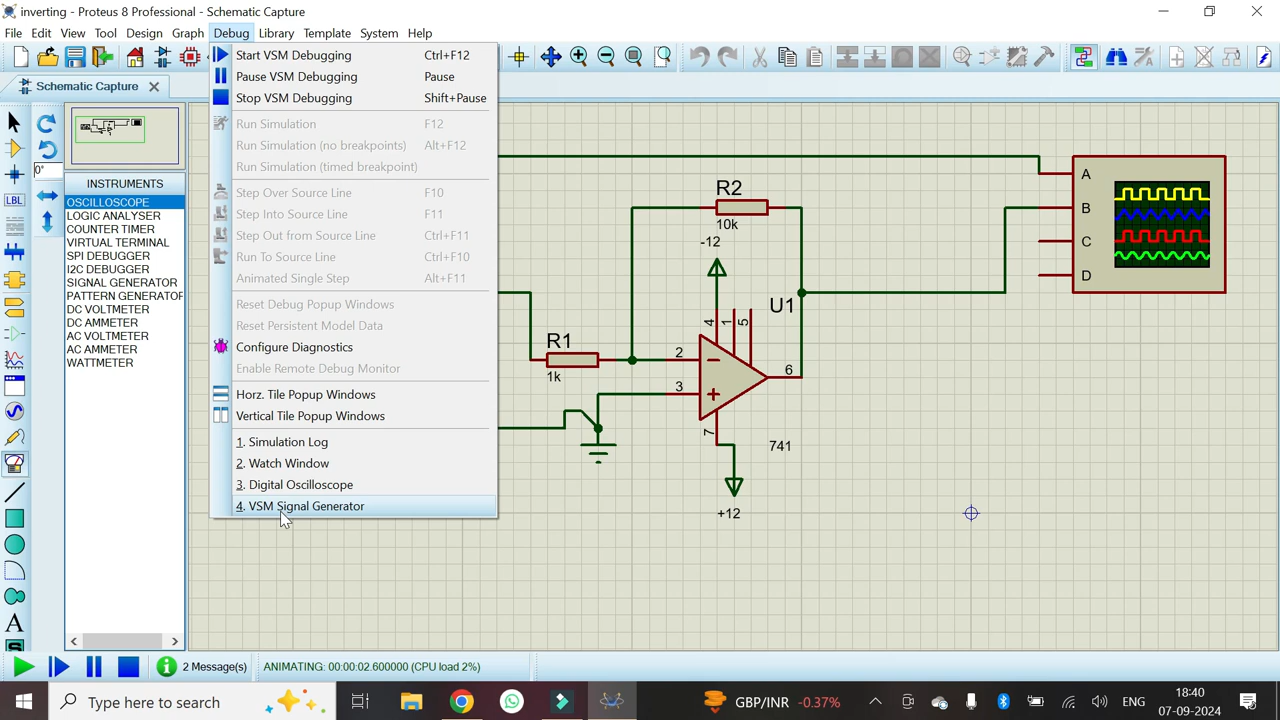 inverting - Proteus 8 Professional - Schematic Capture
File Edit View Tool Design Graph Debug Library Template System Help
Schematic Capture
Start VSM Debugging Ctrl+F12
Pause VSM Debugging Pause
Stop VSM Debugging Shift+Pause
Run Simulation F12
Run Simulation (no breakpoints) Alt+F12
Run Simulation (timed breakpoint)
Step Over Source Line F10
Step Into Source Line F11
Step Out from Source Line Ctrl+F11
Run To Source Line Ctrl+F10
Animated Single Step Alt+F11
Reset Debug Popup Windows
Reset Persistent Model Data
Configure Diagnostics
Enable Remote Debug Monitor
Horz. Tile Popup Windows
Vertical Tile Popup Windows
1. Simulation Log
2. Watch Window
3. Digital Oscilloscope
4. VSM Signal Generator
0°
LBL
A
S
INSTRUMENTS
OSCILLOSCOPE
LOGIC ANALYSER
COUNTER TIMER
VIRTUAL TERMINAL
SPI DEBUGGER
I2C DEBUGGER
SIGNAL GENERATOR
PATTERN GENERATOR
DC VOLTMETER
DC AMMETER
AC VOLTMETER
AC AMMETER
WATTMETER
R2
10k
-12
U1
4
1
5
R1
1k
2
3
6
7
741
+12
A
B
C
D
2 Message(s)
ANIMATING: 00:00:02.600000 (CPU load 2%)
Type here to search
GBP/INR -0.37%
ENG
18:40
07-09-2024